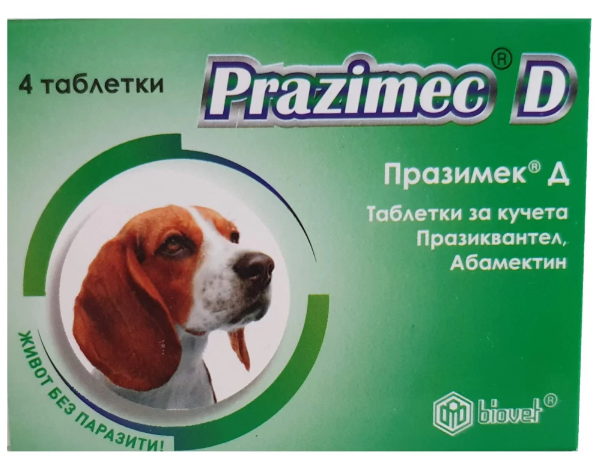 4 таблетки
Prazimec® D
Празимек® Д
Таблетки за кучета
Празиквантел,
Абамектин
ЖИВОТ БЕЗ ПАРАЗИТИ!
biovet®